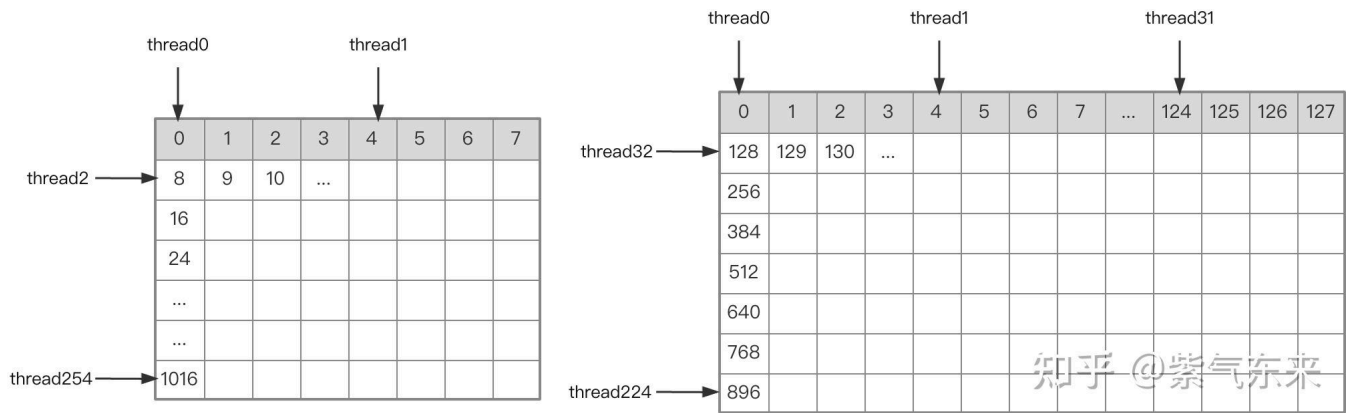 thread0 thread1
0 1 2 3 4 5 6 7
thread2 8 9 10 ...
16
24
...
...
thread254 1016
thread0 thread1 thread31
0 1 2 3 4 5 6 7 ... 124 125 126 127
thread32 128 129 130 ...
256
384
512
640
768
thread224 896
知乎 @紫气东来